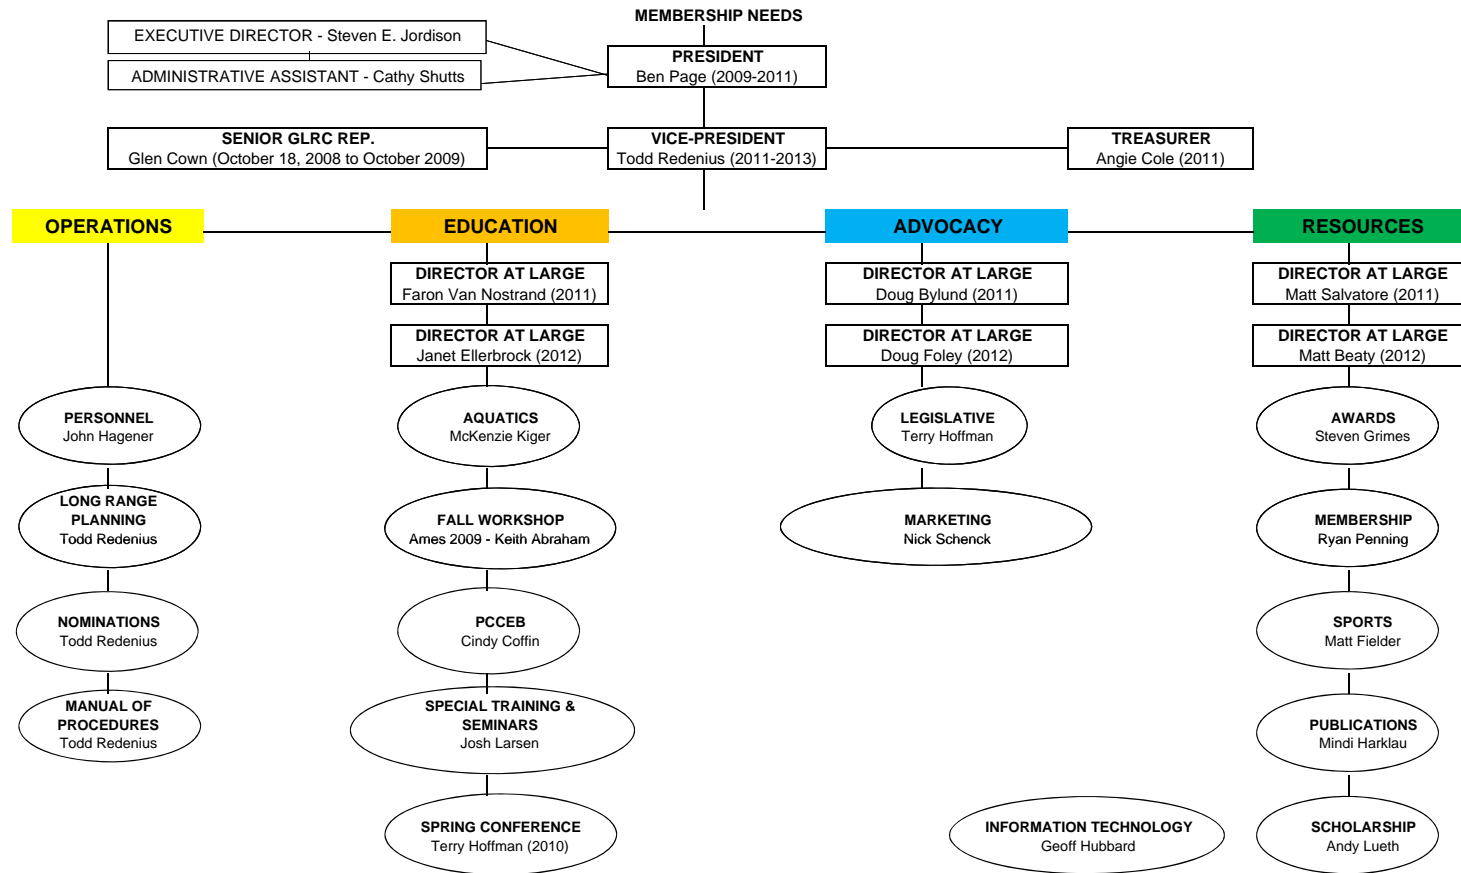 MEMBERSHIP NEEDS
EXECUTIVE DIRECTOR - Steven E. Jordison
ADMINISTRATIVE ASSISTANT - Cathy Shutts
PRESIDENT
Ben Page (2009-2011)
SENIOR GLRC REP.
Glen Cown (October 18, 2008 to October 2009)
VICE-PRESIDENT
Todd Redenius (2011-2013)
TREASURER
Angie Cole (2011)
OPERATIONS
PERSONNEL
John Hagener
LONG RANGE
PLANNING
Todd Redenius
NOMINATIONS
Todd Redenius
MANUAL OF
PROCEDURES
Todd Redenius
EDUCATION
DIRECTOR AT LARGE
Faron Van Nostrand (2011)
DIRECTOR AT LARGE
Janet Ellerbrock (2012)
AQUATICS
McKenzie Kiger
FALL WORKSHOP
Ames 2009 - Keith Abraham
PCCEB
Cindy Coffin
SPECIAL TRAINING &
SEMINARS
Josh Larsen
SPRING CONFERENCE
Terry Hoffman (2010)
ADVOCACY
DIRECTOR AT LARGE
Doug Bylund (2011)
DIRECTOR AT LARGE
Doug Foley (2012)
LEGISLATIVE
Terry Hoffman
MARKETING
Nick Schenck
INFORMATION TECHNOLOGY
Geoff Hubbard
RESOURCES
DIRECTOR AT LARGE
Matt Salvatore (2011)
DIRECTOR AT LARGE
Matt Beaty (2012)
AWARDS
Steven Grimes
MEMBERSHIP
Ryan Penning
SPORTS
Matt Fielder
PUBLICATIONS
Mindi Harklau
SCHOLARSHIP
Andy Lueth